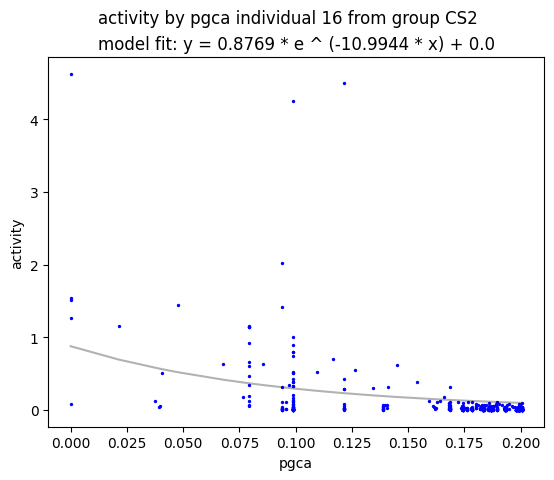 activity by pgca individual 16 from group CS2
model fit: y = 0.8769 * e ^ (-10.9944 * x) + 0.0
activity
4
3
2
1
0
0.000 0.025 0.050 0.075 0.100 0.125 0.150 0.175 0.200
pgca